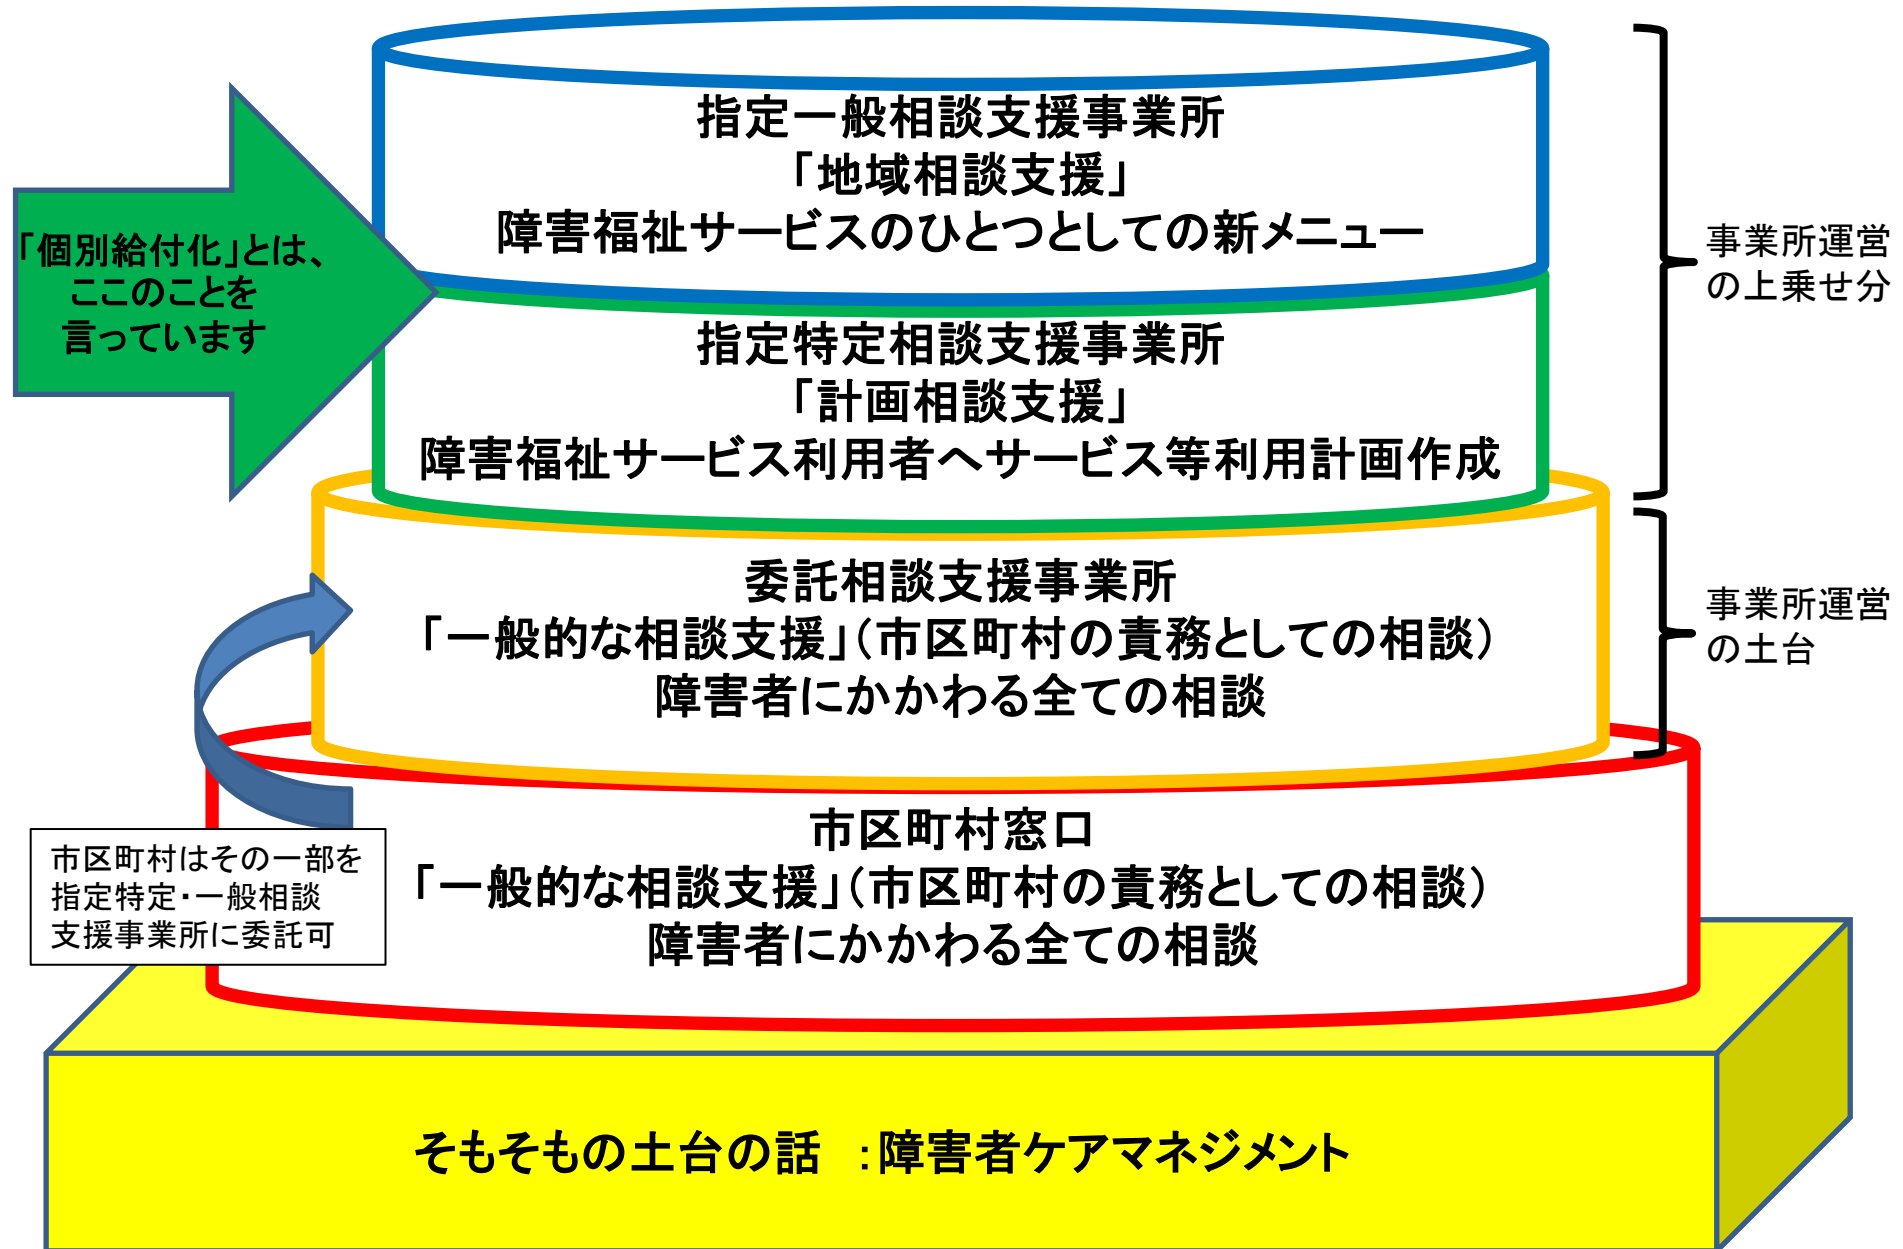 指定一般相談支援事業所
「地域相談支援」
障害福祉サービスのひとつとしての新メニュー
「個別給付化」とは、
ここのことを
言っています
事業所運営
の上乗せ分
指定特定相談支援事業所
「計画相談支援」
障害福祉サービス利用者へサービス等利用計画作成
委託相談支援事業所
「一般的な相談支援」（市区町村の責務としての相談）
障害者にかかわる全ての相談
事業所運営
の土台
市区町村窓口
「一般的な相談支援」（市区町村の責務としての相談）
障害者にかかわる全ての相談
市区町村はその一部を
指定特定・一般相談
支援事業所に委託可
そもそもの土台の話　：障害者ケアマネジメント